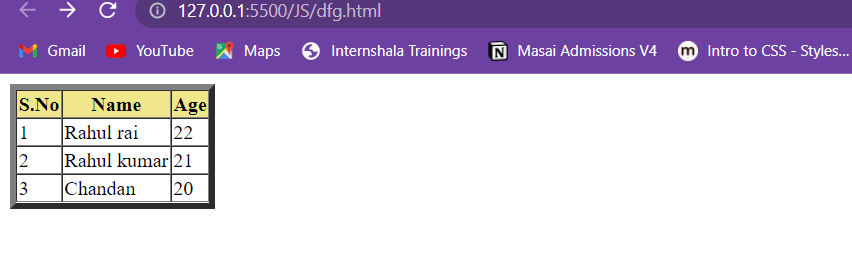 127.0.0.1:5500/JS/dfg.html
Gmail YouTube Maps Internshala Trainings Masai Admissions V4 Intro to CSS - Styles...
S.No Name Age
1 Rahul rai 22
2 Rahul kumar 21
3 Chandan 20